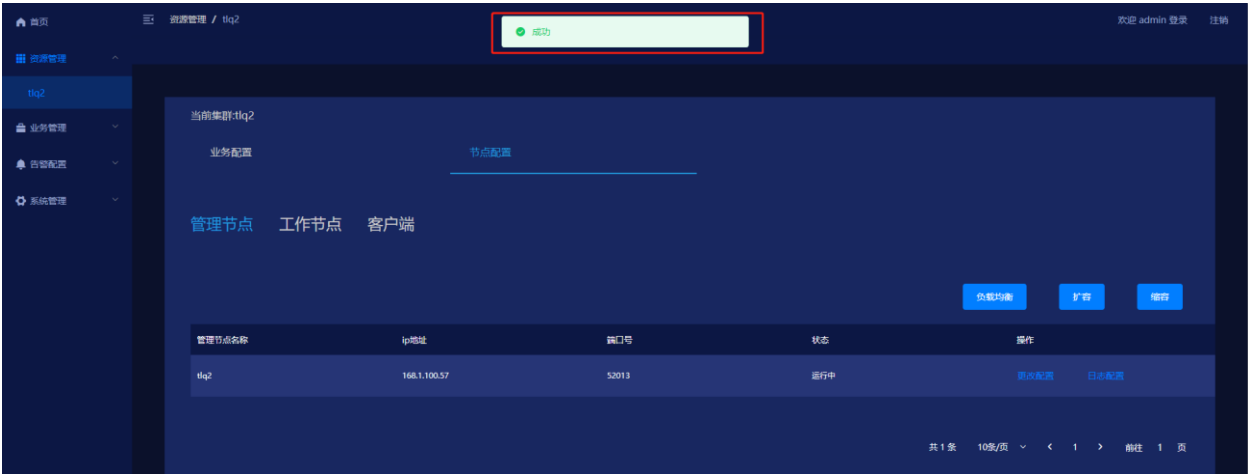 首页
资源管理 / tlq2
成功
欢迎 admin 登录 注销
资源管理
tlq2
业务管理
告警配置
系统管理
当前集群:tlq2
业务配置 节点配置
管理节点 工作节点 客户端
负载均衡 扩容 缩容
管理节点名称 ip地址 端口号 状态 操作
tlq2 168.1.100.57 52013 运行中 更改配置 日志配置
共 1 条 10条/页 1 前往 1 页